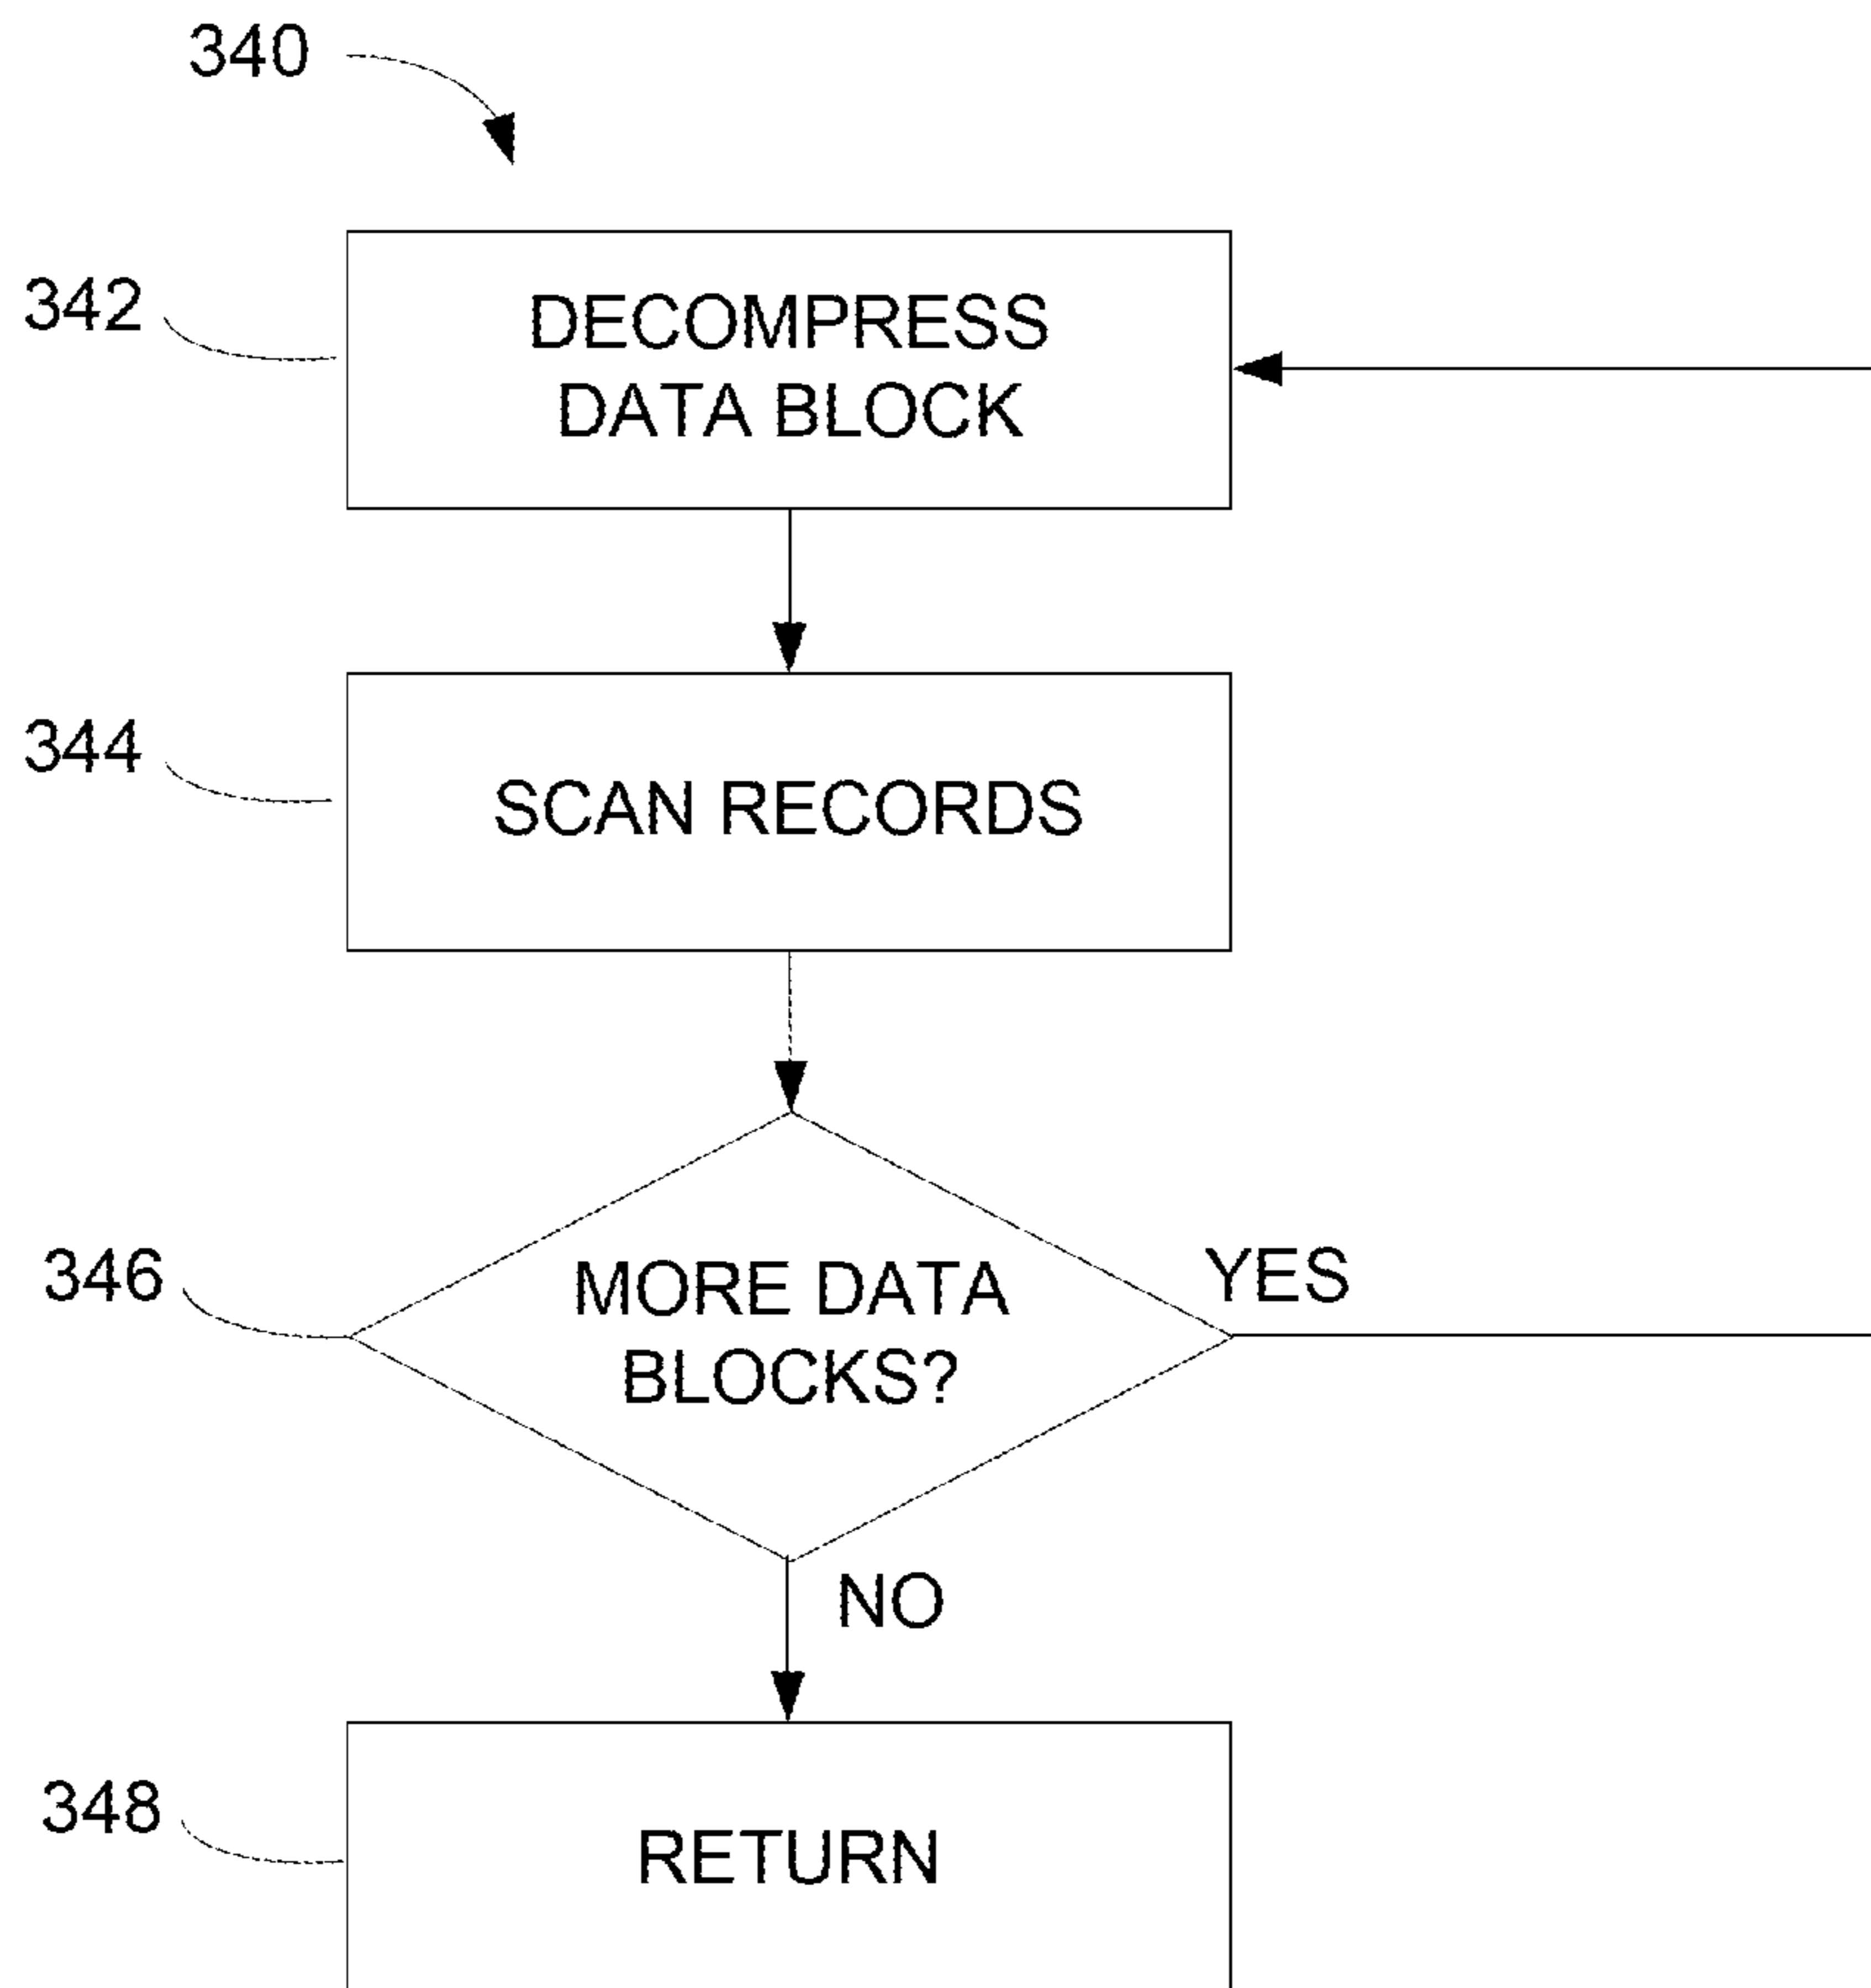 340
342
DECOMPRESS
DATA BLOCK
344
SCAN RECORDS
346
MORE DATA
BLOCKS?
YES
NO
348
RETURN